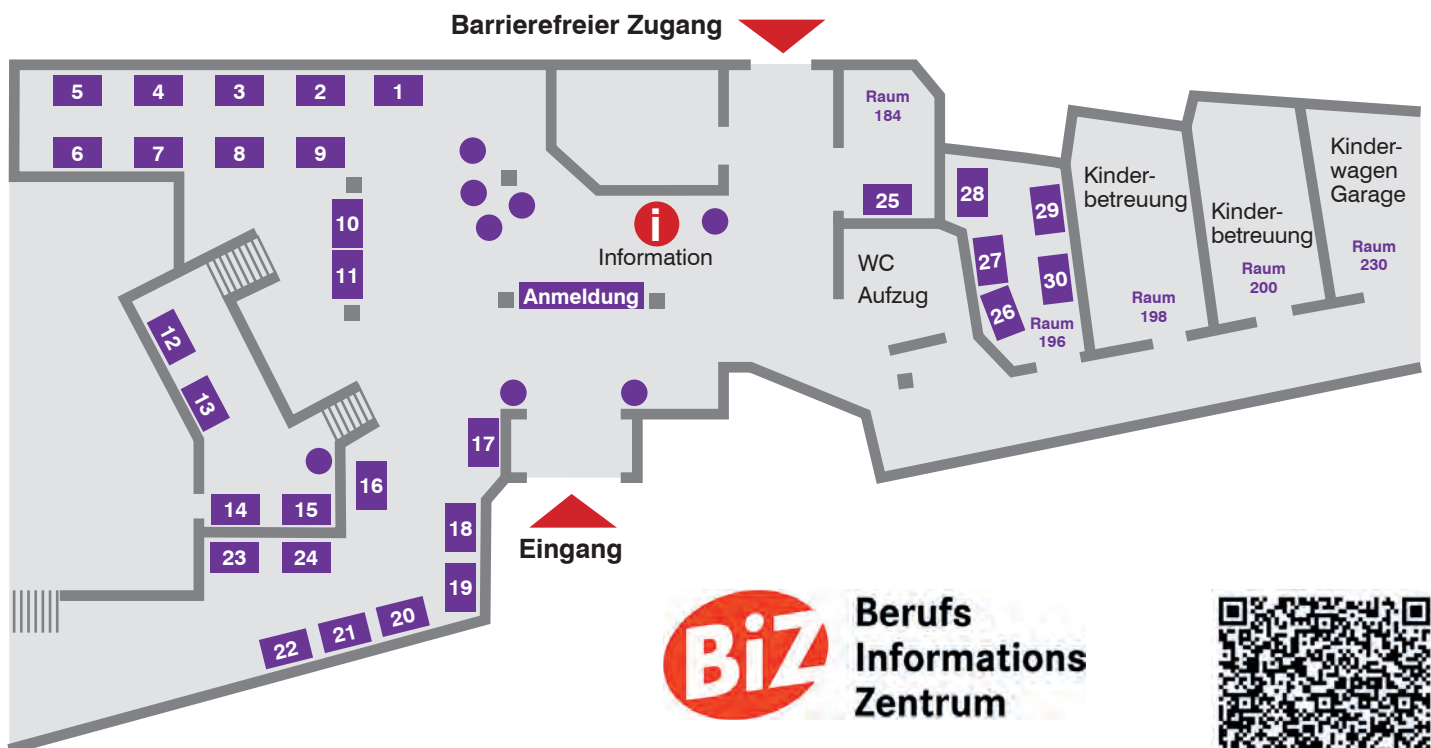 Barrierefreier Zugang
5 4 3 2 1
6 7 8 9
10
11
12
13
14 15
16
17
18
19
20
21
22
23 24
i
Information
Anmeldung
Eingang
Raum
184
25
WC
Aufzug
28
29
27
30
26
Raum
196
Kinder-
betreuung
Raum
198
Kinder-
betreuung
Raum
200
Kinder-
wagen
Garage
Raum
230
BiZ
Berufs
Informations
Zentrum